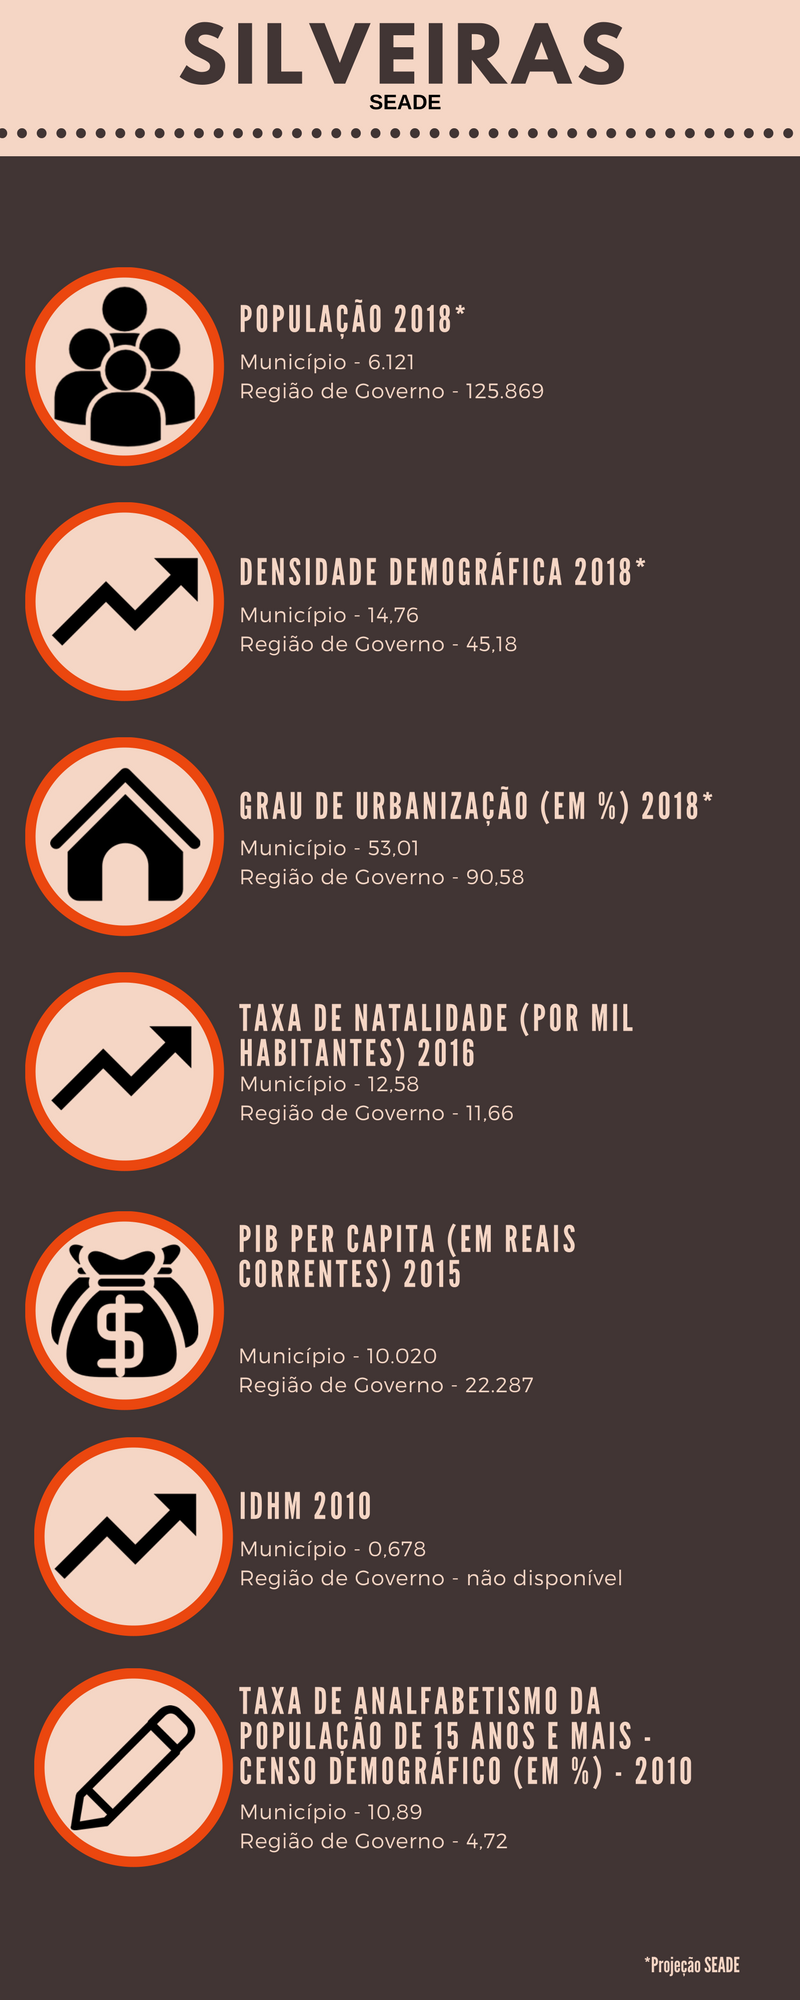 SILVEIRAS
SEADE
POPULAÇÃO 2018*
Município - 6.121
Região de Governo - 125.869
DENSIDADE DEMOGRÁFICA 2018*
Município - 14,76
Região de Governo - 45,18
GRAU DE URBANIZAÇÃO (EM %) 2018*
Município - 53,01
Região de Governo - 90,58
TAXA DE NATALIDADE (POR MIL
HABITANTES) 2016
Município - 12,58
Região de Governo - 11,66
PIB PER CAPITA (EM REAIS
CORRENTES) 2015
Município - 10.020
Região de Governo - 22.287
IDHM 2010
Município - 0,678
Região de Governo - não disponível
TAXA DE ANALFABETISMO DA
POPULAÇÃO DE 15 ANOS E MAIS -
CENSO DEMOGRÁFICO (EM %) - 2010
Município - 10,89
Região de Governo - 4,72
*Projeção SEADE